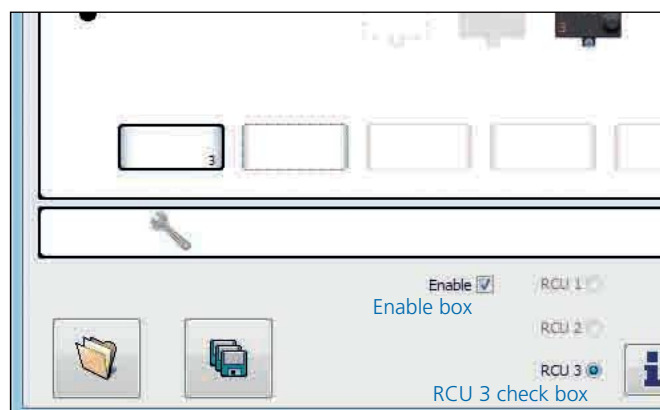 3
3
Enable RCU 1
Enable box
RCU 2
RCU 3
RCU 3 check box